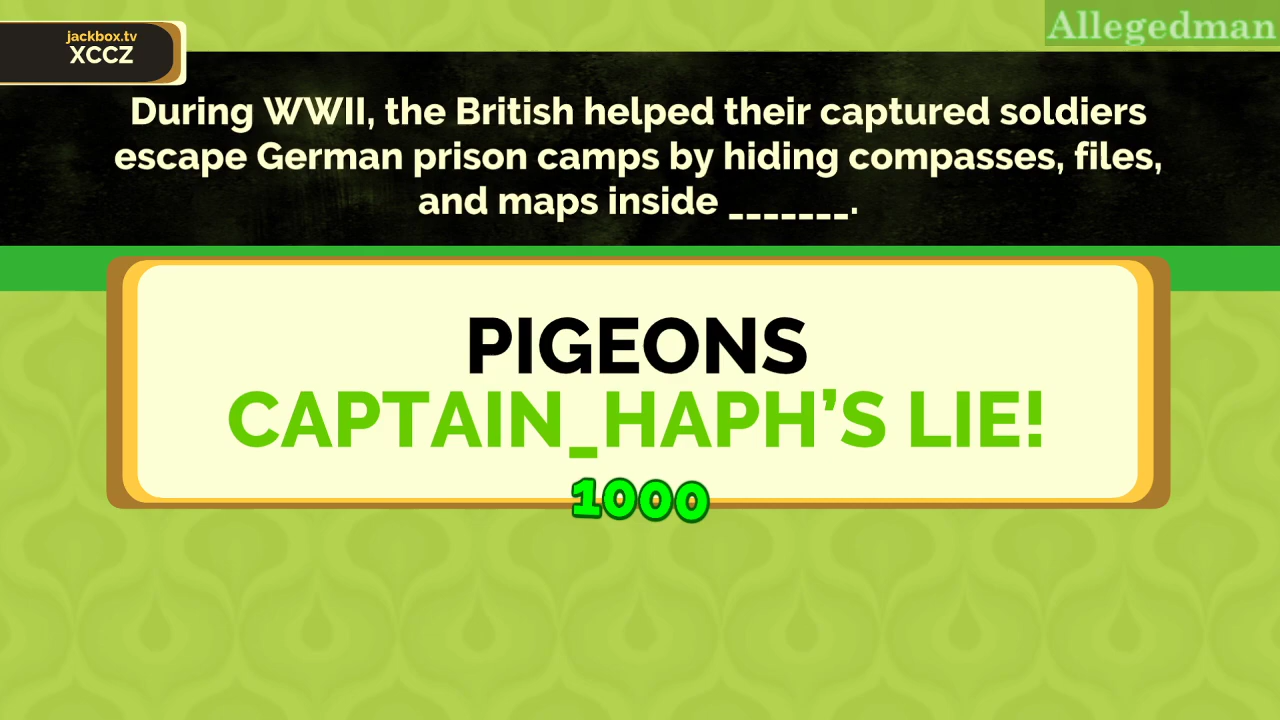 jackbox.tv
XCCZ
Allegedman
During WWII, the British helped their captured soldiers
escape German prison camps by hiding compasses, files,
and maps inside _______.
PIGEONS
CAPTAIN_HAPH’S LIE!
1000